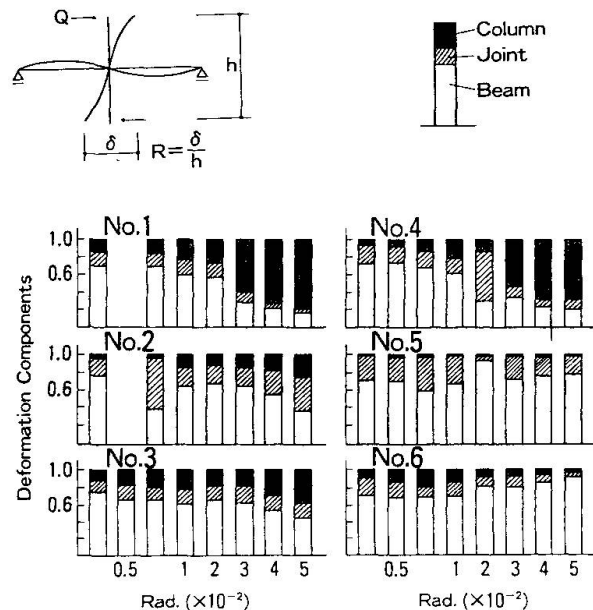 Q
h
δ
R=δ/h
Column
Joint
Beam
Deformation Components
No.1
1.0
0.6
No.4
No.2
1.0
0.6
No.5
No.3
1.0
0.6
No.6
0.5 1 2 3 4 5
0.5 1 2 3 4 5
Rad. (×10⁻²)
Rad. (×10⁻²)